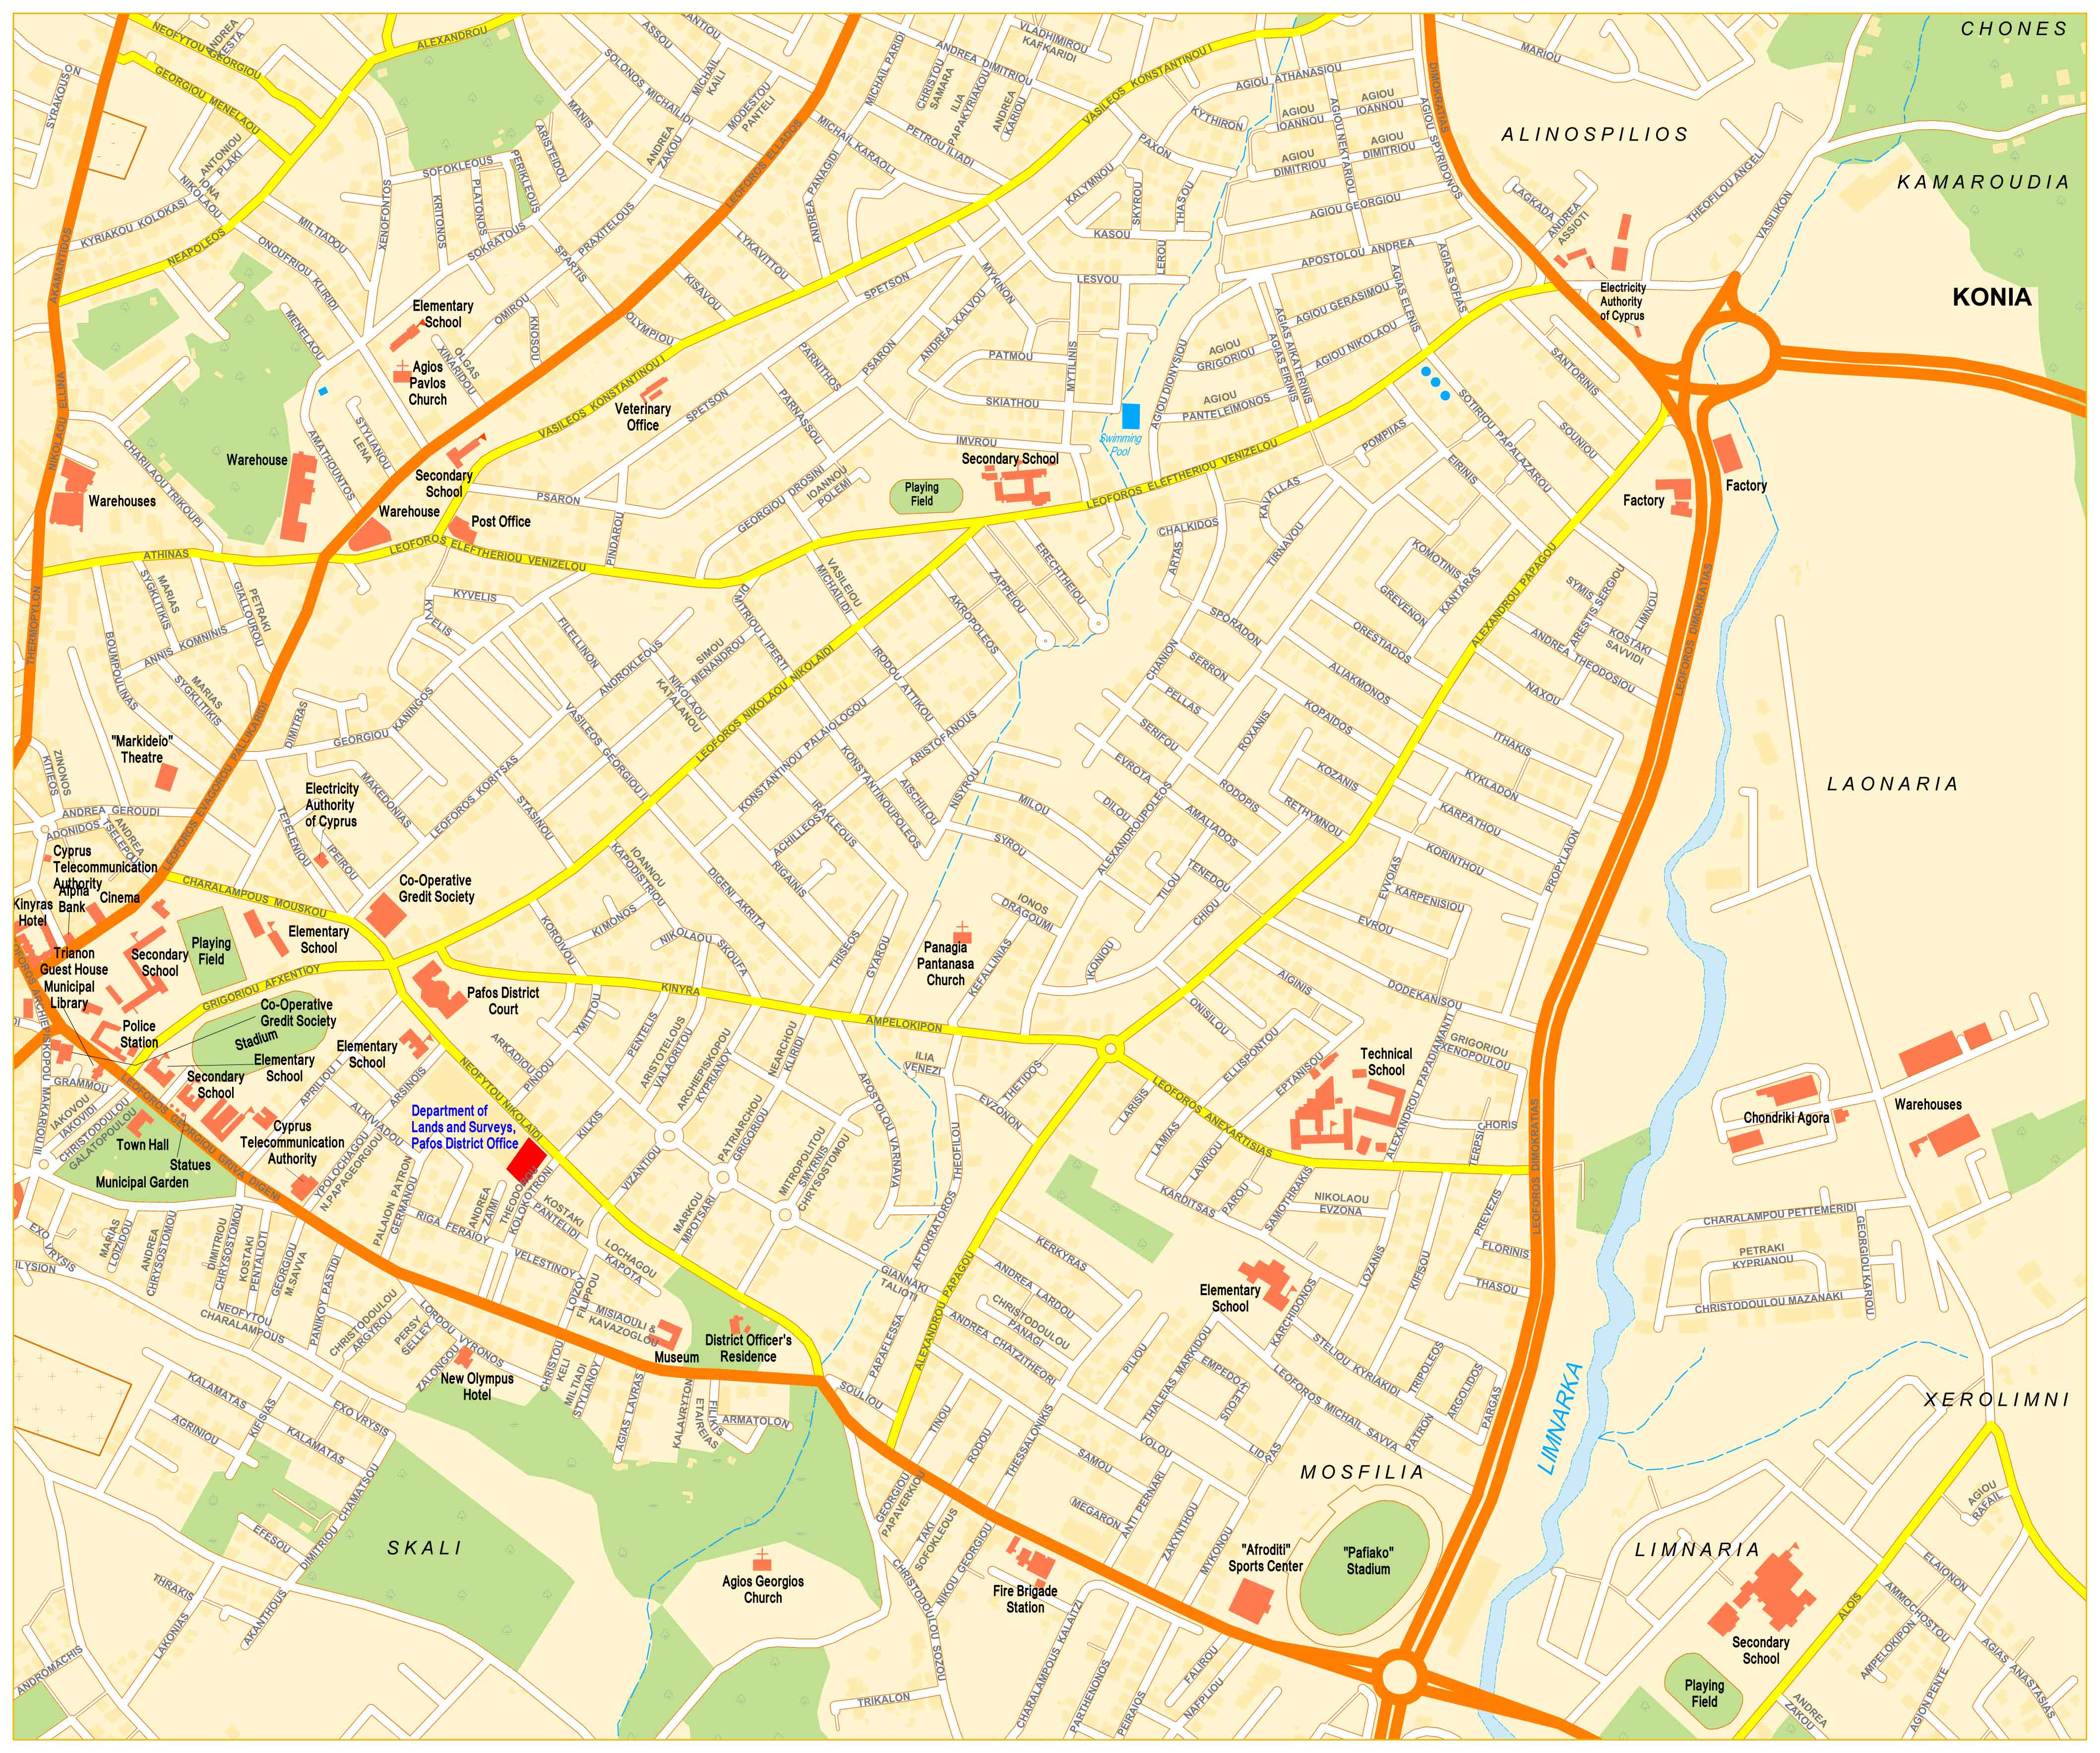 NEOFYTOU GEORGIOU
ANDREA
KESTA
ALEXANDROU
ASSOU
SOLONOS MICHAILIDI
MICHAIL
KAILI
MODESTOU
PANTELI
MICHAIL PARIDI
ANDREA DIMITRIOU
VLADHIMIROU
KAFKARIDI
CHRISTOU
SAMARA
ILIA
PAPAKYRIAKOU
ANDREA
KARIOU
VASILEOS KONSTANTINOU I
MARIOU
CHONES
SYRAKOUSON
GEORGIOU MENELAOU
ANTONIOU
PLAKI
NIKOLAOU
IONA
KYRIAKOU KOLOKASI
NEAPOLEOS
AKAMANTIDOS
MILTIADOU
ONOUFRIOU KLIRIDI
XENOFONTOS
SOFOKLEOUS
PERIKLEOUS
ARISTEIDOU
MANIS
KRITONOS
PLATONOS
SOKRATOUS
PRAXITELOUS
SPARTIS
ANDREA
ZAKOU
LEOFOROS ELLADOS
MICHAIL KARAOLI
PETROU ILIADI
ANDREA PANAGIDI
LYKAVITTOU
KISAVOU
OLYMPIOU
SPETSON
KALYMNOU
PAXON
KYTHIRON
SKYROU
THASOU
KASOU
LEROU
LESVOU
MYKINON
AGIOU ATHANASIOU
AGIOU
IOANNOU
AGIOU
IOANNOU
AGIOU NEKTARIOU
AGIOU
DIMITRIOU
AGIOU
DIMITRIOU
AGIOU SPYRIDONOS
DIMOKRATIAS
AGIOU GEORGIOU
APOSTOLOU ANDREA
AGIAS ELENIS
AGIAS SOFIAS
ALINOSPILIOS
KAMAROUDIA
LAGKADA
ANDREA
ASSIOTI
THEOFILOU ANGELI
VASILIKON
Electricity
Authority
of Cyprus
KONIA
Elementary
School
OMIROU
KNOSOU
MENELAOU
OLGAS
XINARIDOU
Agios
Pavlos
Church
NIKOLAOU ELLINA
AMATHOUNTOS
STYLIANOU
LENA
CHARILAOU TRIKOUPI
Warehouse
Warehouses
Secondary
School
Warehouse
Post Office
Veterinary
Office
VASILEOS KONSTANTINOU I
SPETSON
PARNITHOS
PARNASSOU
PSARON
ANDREA KALVOU
PATMOU
SKIATHOU
MYTILINIS
IMVROU
Secondary School
Playing
Field
Swimming
Pool
AGIOU DIONYSIOU
AGIOU
GRIGORIOU
AGIAS AIKATERINIS
AGIAS EIRINIS
AGIOU GERASIMOU
AGIOU NIKOLAOU
AGIOU
PANTELEIMONOS
LEOFOROS ELEFTHERIOU VENIZELOU
POMPIIAS
EIRINIS
SOTIRIOU PAPALAZAROU
SANTORINIS
SOUNIOU
Factory
Factory
ATHINAS
LEOFOROS ELEFTHERIOU VENIZELOU
PSARON
PINDAROU
GEORGIOU DROSINI
IOANNOU
POLEMI
ERECHTHEIOU
ZAPPEIOU
AKROPOLEOS
CHALKIDOS
KAVALLAS
ARTAS
TIRNAVOU
KOMOTINIS
GREVENON
KANTARAS
ALEXANDROU PAPAGOU
SYMIS
ARESTIS SERGIOU
LIMNOU
KOSTAKI
SAVVIDI
ANDREA THEODOSIOU
NAXOU
LEOFOROS DIMOKRATIAS
THERMOPYLON
MARIAS
SYGKLITIKIS
PETRAKI
GIALLOUROU
ANNIS KOMNINIS
BOUMPOULINAS
MARIAS
SYGKLITIKIS
KYVELIS
KYVELIS
FILELLINON
ANDROKLEOUS
SIMOU
MENANDROU
DIMITRIOU LIPERTI
VASILEIOU
MICHAILIDI
NIKOLAOU
KATALANOU
IRODOU ATTIKOU
LEOFOROS NIKOLAOU NIKOLAIDI
SPORADON
SERRON
CHANION
PELLAS
SERIFOU
ORESTIADOS
ALIAKMONOS
KOPAIDOS
ROXANIS
"Markideio"
Theatre
DIMITRAS
GEORGIOU KANINGOS
LEOFOROS EVAGOROU PALLIKARIDI
VASILEOS GEORGIOU II
LEOFOROS KORITSAS
MAKEDONIAS
STASINOU
TEPELENIOU
IPEIROU
Electricity
Authority
of Cyprus
ZINONOS
KITIEOS
ANDREA GEROUDI
ADONIDOS
ANDREA
TSELEPOU
Cyprus
Telecommunication
Authority
Alpha
Bank
Cinema
Kinyras
Hotel
KONSTANTINOU PALAIOLOGOU
KONSTANTINOUPOLEOS
ARISTOFANOUS
AISCHILOU
NISYROU
ACHILLEOS
IRAKLEOUS
RIGAINIS
MILOU
SYROU
EVROTA
DILOU
ALEXANDROUPOLEOS
AMALIADOS
RODOPIS
KOZANIS
RETHYMNOU
ITHAKIS
KYKLADON
KARPATHOU
KORINTHOU
PROPYLAION
EVVOIAS
KARPENISIOU
EVROU
TENEDOU
TILOU
CHIOU
LAONARIA
CHARALAMPOUS MOUSKOU
Co-Operative
Gredit Society
IOANNOU
KAPODISTRIOU
KOROIVOU
KIMONOS
NIKOLAOU SKOUFA
DIGENI AKRITA
THISEOS
GYAROU
Panagia
Pantanasa
Church
IONOS
DRAGOUMI
KEFALLINIAS
IKONIOU
Elementary
School
Playing
Field
Secondary
School
Trianon
Guest House
Municipal
Library
GRIGORIOU AFXENTIOY
Co-Operative
Gredit Society
Stadium
Police
Station
Elementary
School
Elementary
School
Secondary
School
Pafos District
Court
KINYRA
AMPELOKIPON
YMITTOU
PENTELIS
ARKADIOU
PINDOU
ARISTOTELOUS
VALAORITOU
ARCHIEPISKOPOU
KYPRIANOY
NEARCHOU
KLIRIDI
ILIA
VENEZI
THETIDOS
EVZONON
AIGINIS
ONISILOU
ELLISPONTOU
EPTANISOU
DODEKANISOU
GRIGORIOU
XENOPOULOU
Technical
School
ALEXANDROU PAPADIAMANTI
LEOFOROS ANEXARTISIAS
LARISIS
LAMIAS
LAVRIOU
TERPSICHORIS
LEOFOROS DIMOKRATIAS
Chondriki Agora
Warehouses
GRAMMOU
IAKOVOU
IAKOVIDI
CHRISTODOULOU
GALATOPOULOU
Town Hall
Statues
Municipal Garden
Cyprus
Telecommunication
Authority
LEOFOROS GEORGIOU GRIVA DIGENI
APRILIOU
ARSINOIS
ALKIVIADOU
YPOLOCHAGOU
N.PAPAGEORGIOU
PALAION PATRON
GERMANOU
Department of
Lands and Surveys,
Pafos District Office
NEOFYTOU NIKOLAIDI
KILKIS
VIZANTIOU
PATRIARCHOU
GRIGORIOU
MITROPOLITOU
SMYRNIS
CHRYSOSTOMOU
APOSTOLOU VARNAVA
AFTOKRATOROS THEOFILOU
RIGA FERAIOY
ANDREA
ZAIMI
THEODOROU
KOLOKOTRONI
KOSTAKI
PANTELIDI
VELESTINOY
LOCHAGOU
KAPOTA
MARKOU
MPOTSARI
LOIZOY
FILIPPOU
MISIAOULI &
KAVAZOGLOU
Museum
District Officer's
Residence
EXO VRYSIS
ILYSION
MARIAS
LOIZIDOU
ANDREA
CHRYSOSTOMOU
DIMITRIOU
CHRYSOSTOMOU
KOSTAKI
PENTALIOTI
GEORGIOU
M.SAVVA
PANIKOY PASTIDI
NEOFYTOU
CHARALAMPOUS
CHRISTODOULOU
ARGYROU
PERSY
SELLEY
LORDOU VYRONOS
ZALONGOU
New Olympus
Hotel
CHRISTOU
KELI
MILTIADI
STYLIANOY
AGIAS LAVRAS
KALAVRYTON
FILIKIS
ETAIREIAS
ARMATOLON
SOULIOU
PAPAFLESSA
GIANNAKI
TALIOTI
ALEXANDROU PAPAGOU
KERKYRAS
ANDREA LARDOU
CHRISTODOULOU
PANAGI
ANDREA CHATZITHEORI
PILIOU
KARDITSAS
PAROU
SAMOTHRAKIS
NIKOLAOU
EVZONA
PREVEZIS
FLORINIS
THASOU
LOZANIS
KIFISOU
Elementary
School
KARCHIDONOS
STELIOU KYRIAKIDI
LEOFOROS MICHAIL SAVVA
THALEIAS MARKIDOU
EMPEDOKLEOUS
TRIPOLEOS
ARGOLIDOS
PARGAS
PATRON
LIDRAS
CHARALAMPOU PETTEMERIDI
PETRAKI
KYPRIANOU
GEORGIOU KARIOU
CHRISTODOULOU MAZANAKI
LIMNARKA
XEROLIMNI
MOSFILIA
KALAMATAS
AGRINIOU
KIFISIAS
EXO VRYSIS
KALAMATAS
EFESOU
DIMITRIOU CHAMATSOU
SKALI
THRAKIS
LAKONIAS
AKANTHOUS
ANDROMACHIS
Agios Georgios
Church
TINOU
RODOU
THESSALONIKIS
VOLOU
SAMOU
MEGARON
ANTI PERNARI
ZAKYNTHOU
MYKONOU
GEORGIOU
PAPAVERKIOU
TAKI
SOFOKLEOUS
NIKOU GEORGIOU
CHRISTODOULOU SOZOU
Fire Brigade
Station
"Afroditi"
Sports Center
"Pafiako"
Stadium
CHARALAMPOUS KALAITZI
PARTHENONOS
PEIRAIOS
FALIROU
NAFPLIOU
TRIKALON
LIMNARIA
AGIOU
RAFAIL
ELAIONON
AMMOCHOSTOU
AMPELOKIPON
AGIAS ANASTASIAS
AGION PENTE
ALOIS
Secondary
School
Playing
Field
ANDREA
ZAKOU